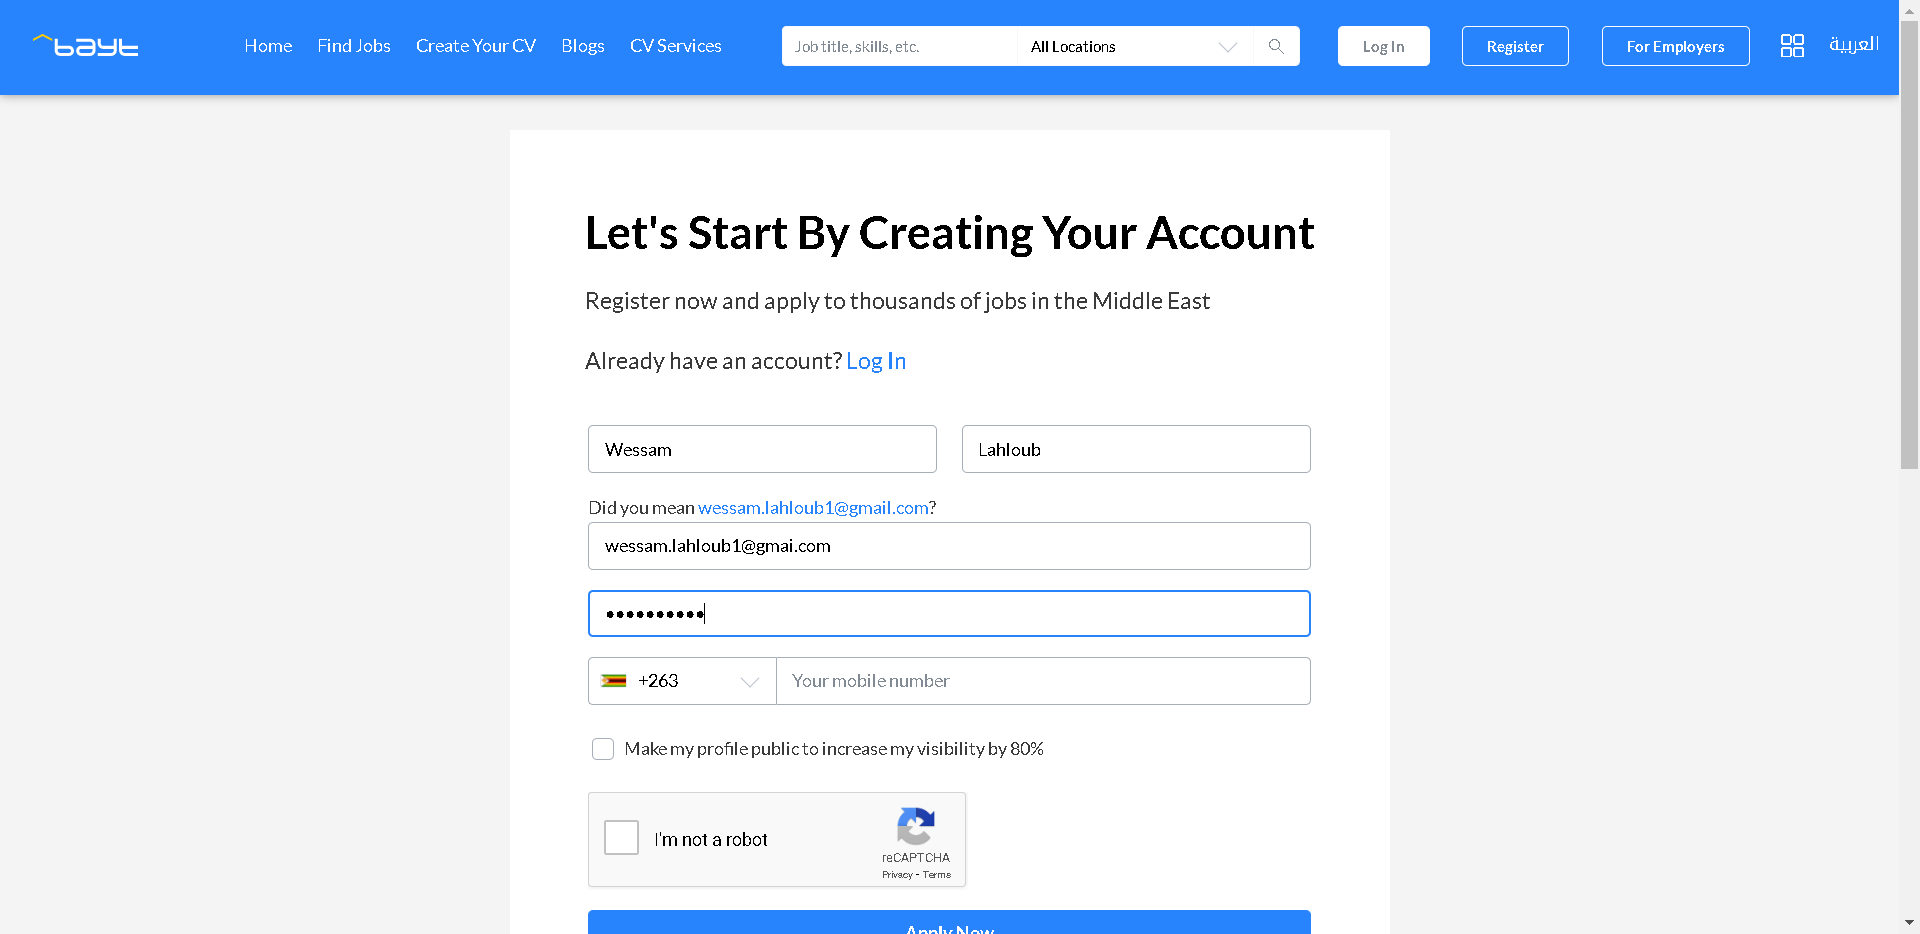 bayt
Home Find Jobs Create Your CV Blogs CV Services Job title, skills, etc. All Locations Log In Register For Employers العربية
Let's Start By Creating Your Account
Register now and apply to thousands of jobs in the Middle East
Already have an account? Log In
Wessam Lahloub
Did you mean wessam.lahloub1@gmail.com?
wessam.lahloub1@gmai.com
+263 Your mobile number
Make my profile public to increase my visibility by 80%
I'm not a robot
reCAPTCHA
Privacy - Terms
Apply Now